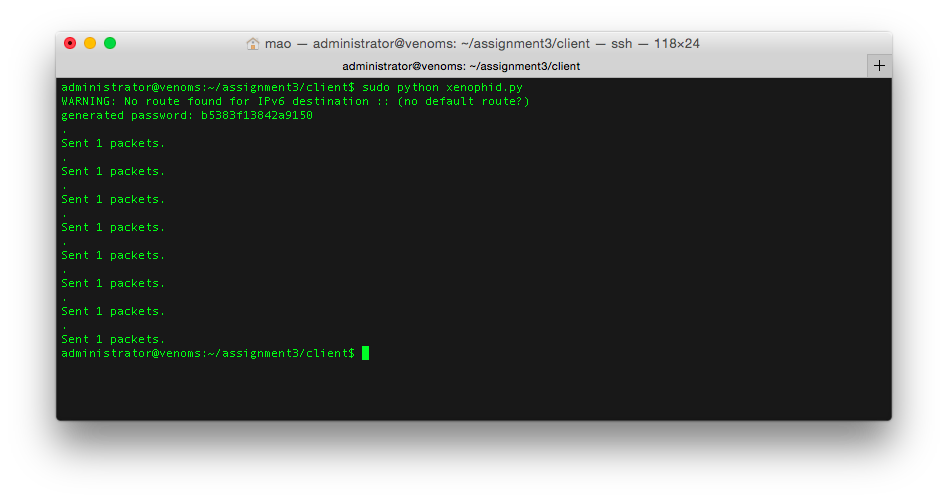 mao — administrator@venoms: ~/assignment3/client — ssh — 118×24
administrator@venoms: ~/assignment3/client
+
administrator@venoms:~/assignment3/client$ sudo python xenophid.py
WARNING: No route found for IPv6 destination :: (no default route?)
generated password: b5383f13842a9150
.
Sent 1 packets.
.
Sent 1 packets.
.
Sent 1 packets.
.
Sent 1 packets.
.
Sent 1 packets.
.
Sent 1 packets.
.
Sent 1 packets.
.
Sent 1 packets.
administrator@venoms:~/assignment3/client$